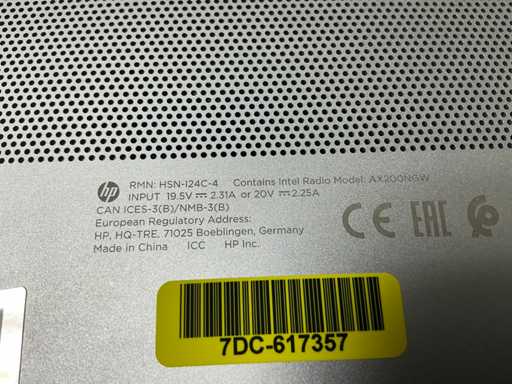 hp
RMN: HSN-I24C-4 Contains Intel Radio Model: AX200NGW
INPUT 19.5V⎓2.31A or 20V⎓2.25A
CAN ICES-3(B)/NMB-3(B)
European Regulatory Address:
HP, HQ-TRE, 71025 Boeblingen, Germany
Made in China ICC HP Inc.
CE EAC
7DC-617357